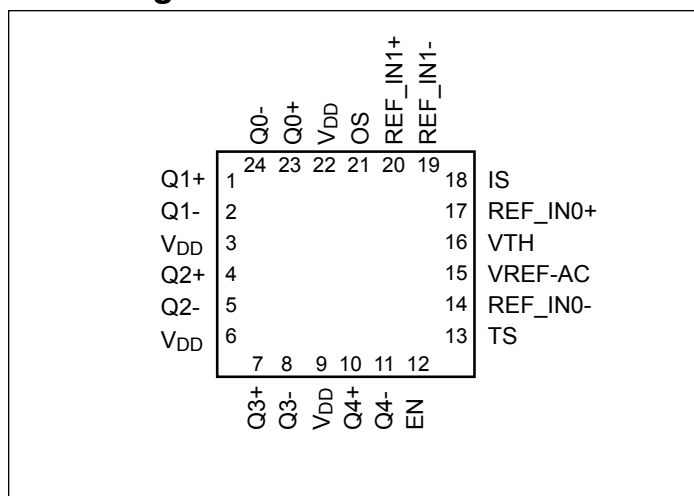 Q0-
Q0+
VDD
OS
REF_IN1+
REF_IN1-
24 23 22 21 20 19
Q1+ 1 18 IS
Q1- 2 17 REF_IN0+
VDD 3 16 VTH
Q2+ 4 15 VREF-AC
Q2- 5 14 REF_IN0-
VDD 6 13 TS
7 8 9 10 11 12
Q3+
Q3-
VDD
Q4+
Q4-
EN